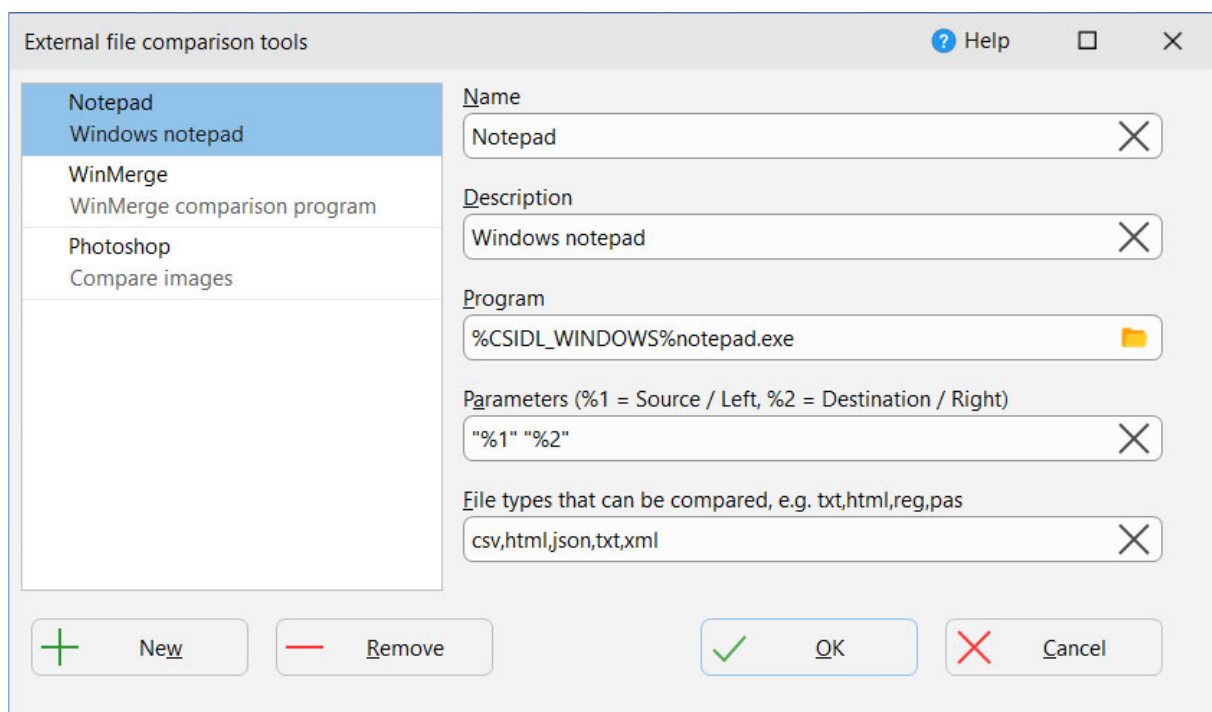 External file comparison tools
Help
Notepad
Windows notepad
WinMerge
WinMerge comparison program
Photoshop
Compare images
Name
Notepad
Description
Windows notepad
Program
%CSIDL_WINDOWS%notepad.exe
Parameters (%1 = Source / Left, %2 = Destination / Right)
"%1" "%2"
File types that can be compared, e.g. txt,html,reg,pas
csv,html,json,txt,xml
New
Remove
OK
Cancel